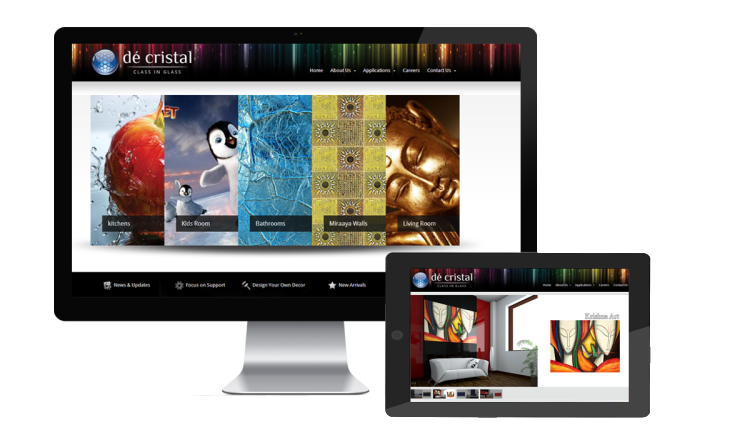 dé cristal
CLASS IN GLASS
Home About Us Applications Careers Contact Us
kitchens
Kids Room
Bathrooms
Miraaya Walls
Living Room
News & Updates
Focus on Support
Design Your Own Decor
New Arrivals
dé cristal
CLASS IN GLASS
Home About Us Applications Careers Contact Us
Krishna Art